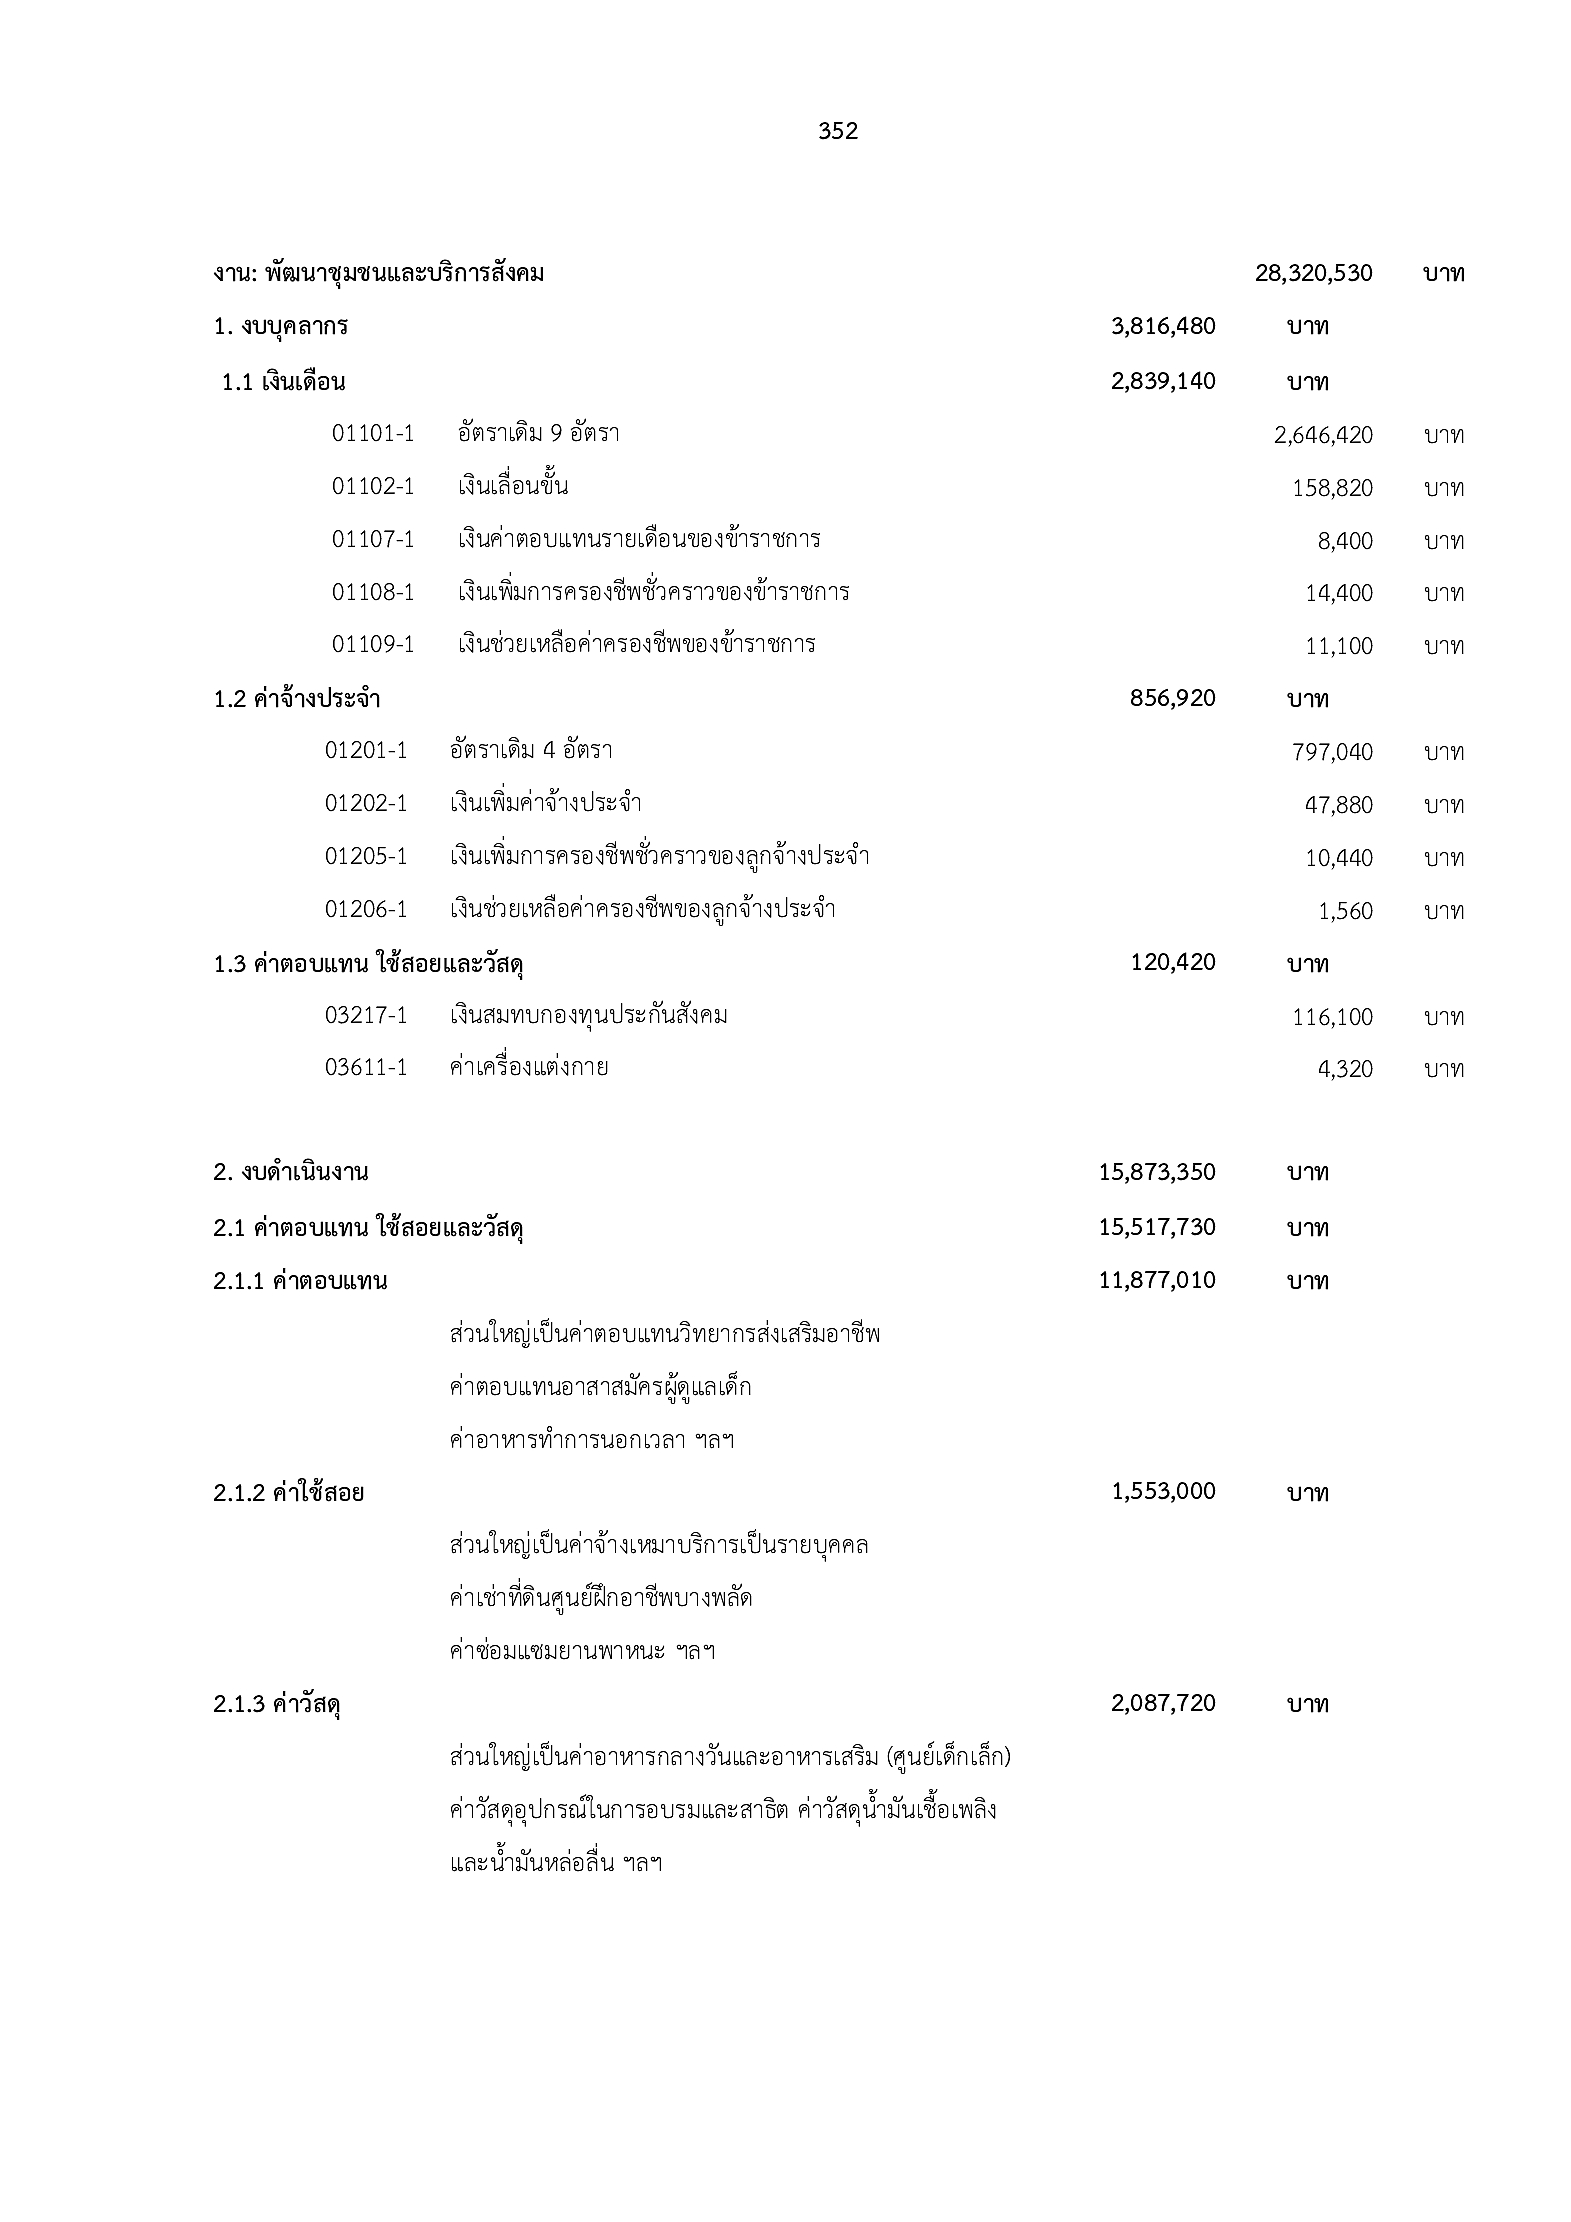 352
งาน: พัฒนาชุมชนและบริการสังคม 28,320,530 บาท
1. งบบุคลากร 3,816,480 บาท
1.1 เงินเดือน 2,839,140 บาท
01101-1 อัตราเดิม 9 อัตรา 2,646,420 บาท
01102-1 เงินเลื่อนขั้น 158,820 บาท
01107-1 เงินค่าตอบแทนรายเดือนของข้าราชการ 8,400 บาท
01108-1 เงินเพิ่มการครองชีพชั่วคราวของข้าราชการ 14,400 บาท
01109-1 เงินช่วยเหลือค่าครองชีพของข้าราชการ 11,100 บาท
1.2 ค่าจ้างประจำ 856,920 บาท
01201-1 อัตราเดิม 4 อัตรา 797,040 บาท
01202-1 เงินเพิ่มค่าจ้างประจำ 47,880 บาท
01205-1 เงินเพิ่มการครองชีพชั่วคราวของลูกจ้างประจำ 10,440 บาท
01206-1 เงินช่วยเหลือค่าครองชีพของลูกจ้างประจำ 1,560 บาท
1.3 ค่าตอบแทน ใช้สอยและวัสดุ 120,420 บาท
03217-1 เงินสมทบกองทุนประกันสังคม 116,100 บาท
03611-1 ค่าเครื่องแต่งกาย 4,320 บาท
2. งบดำเนินงาน 15,873,350 บาท
2.1 ค่าตอบแทน ใช้สอยและวัสดุ 15,517,730 บาท
2.1.1 ค่าตอบแทน 11,877,010 บาท
ส่วนใหญ่เป็นค่าตอบแทนวิทยากรส่งเสริมอาชีพ
ค่าตอบแทนอาสาสมัครผู้ดูแลเด็ก
ค่าอาหารทำการนอกเวลา ฯลฯ
2.1.2 ค่าใช้สอย 1,553,000 บาท
ส่วนใหญ่เป็นค่าจ้างเหมาบริการเป็นรายบุคคล
ค่าเช่าที่ดินศูนย์ฝึกอาชีพบางพลัด
ค่าซ่อมแซมยานพาหนะ ฯลฯ
2.1.3 ค่าวัสดุ 2,087,720 บาท
ส่วนใหญ่เป็นค่าอาหารกลางวันและอาหารเสริม (ศูนย์เด็กเล็ก)
ค่าวัสดุอุปกรณ์ในการอบรมและสาธิต ค่าวัสดุน้ำมันเชื้อเพลิง
และน้ำมันหล่อลื่น ฯลฯ